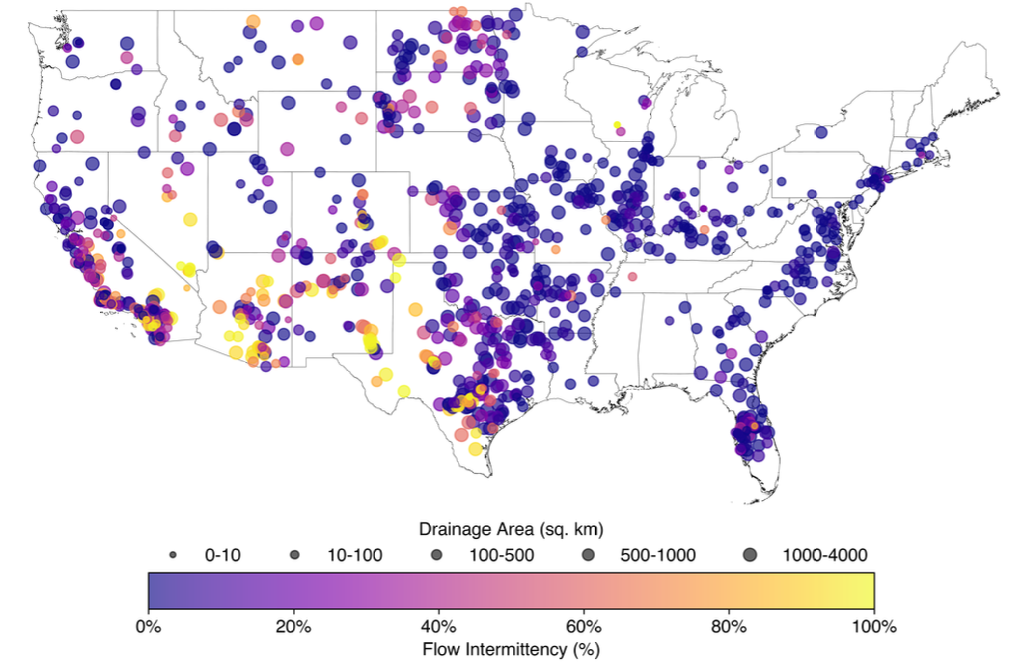 Drainage Area (sq. km)
0-10 10-100 100-500 500-1000 1000-4000
0% 20% 40% 60% 80% 100%
Flow Intermittency (%)